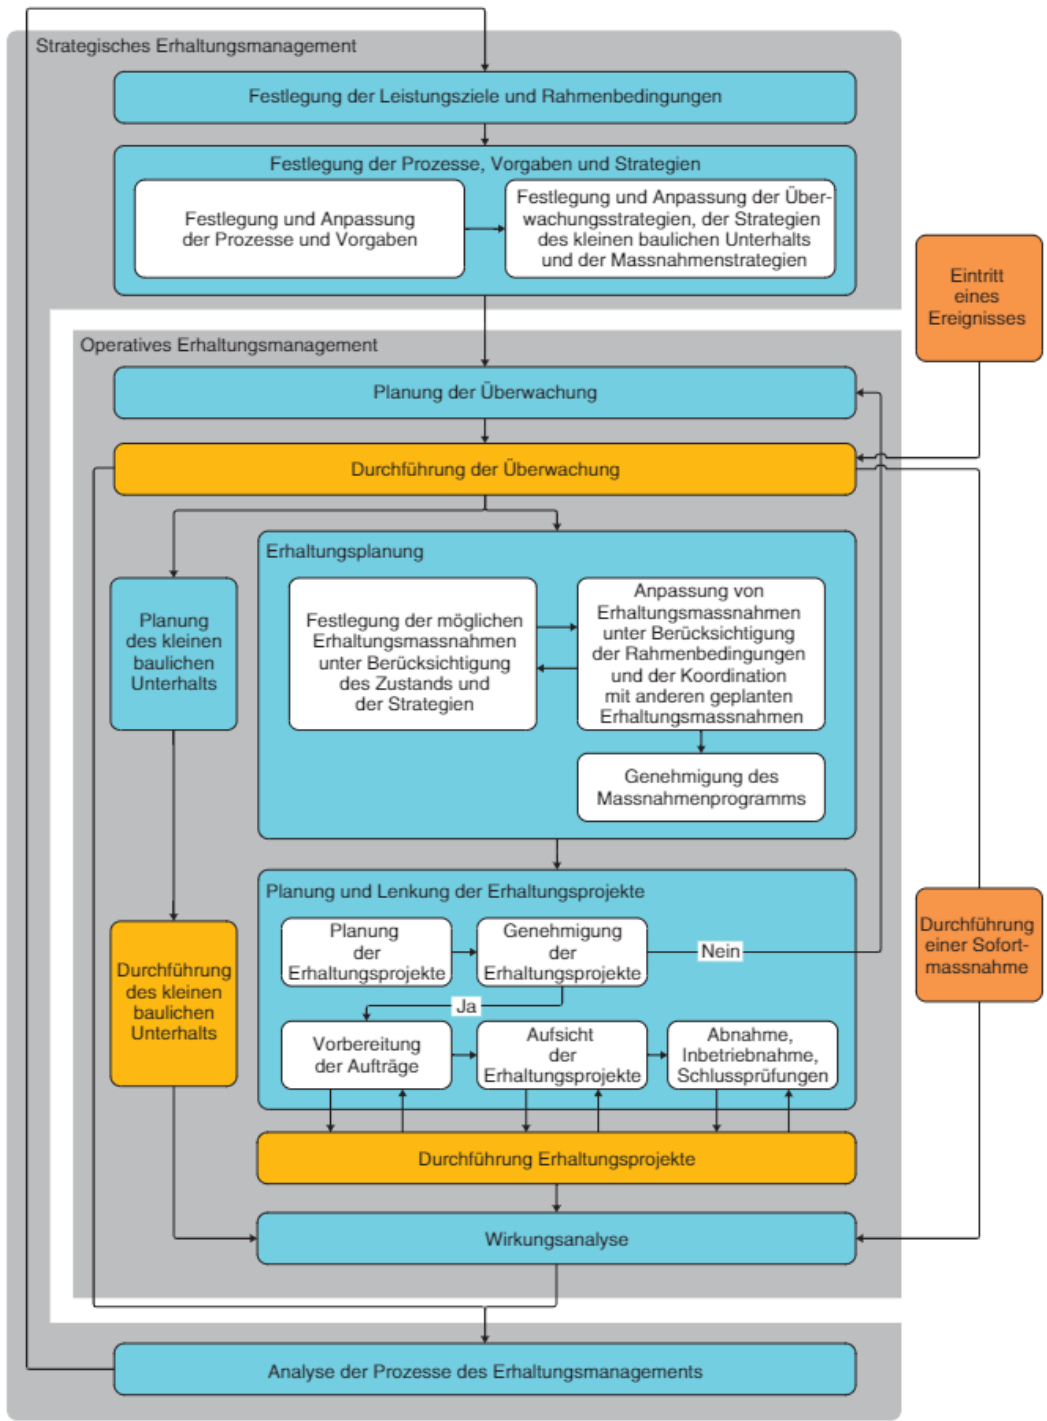 Strategisches Erhaltungsmanagement
Festlegung der Leistungsziele und Rahmenbedingungen
Festlegung der Prozesse, Vorgaben und Strategien
Festlegung und Anpassung
der Prozesse und Vorgaben
Festlegung und Anpassung der Über-
wachungsstrategien, der Strategien
des kleinen baulichen Unterhalts
und der Massnahmenstrategien
Eintritt
eines
Ereignisses
Operatives Erhaltungsmanagement
Planung der Überwachung
Durchführung der Überwachung
Erhaltungsplanung
Planung
des kleinen
baulichen
Unterhalts
Festlegung der möglichen
Erhaltungsmassnahmen
unter Berücksichtigung
des Zustands und
der Strategien
Anpassung von
Erhaltungsmassnahmen
unter Berücksichtigung
der Rahmenbedingungen
und der Koordination
mit anderen geplanten
Erhaltungsmassnahmen
Genehmigung des
Massnahmenprogramms
Planung und Lenkung der Erhaltungsprojekte
Planung
der
Erhaltungsprojekte
Genehmigung
der
Erhaltungsprojekte
Nein
Durchführung
einer Sofort-
massnahme
Durchführung
des kleinen
baulichen
Unterhalts
Ja
Vorbereitung
der Aufträge
Aufsicht
der
Erhaltungsprojekte
Abnahme,
Inbetriebnahme,
Schlussprüfungen
Durchführung Erhaltungsprojekte
Wirkungsanalyse
Analyse der Prozesse des Erhaltungsmanagements